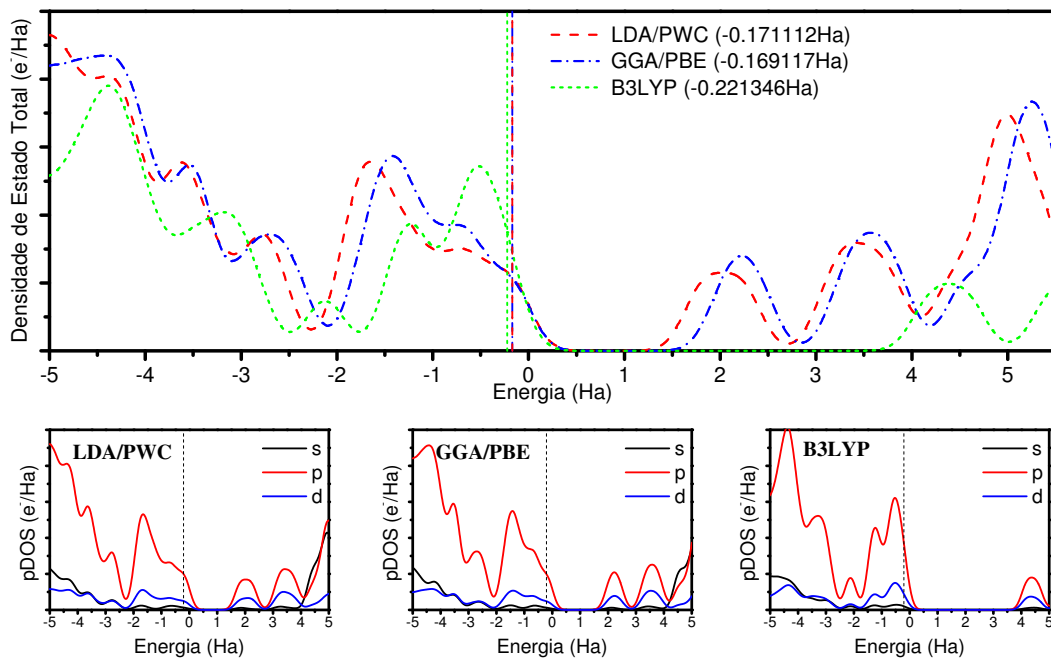 Densidade de Estado Total (e⁻/Ha)
LDA/PWC (-0.171112Ha)
GGA/PBE (-0.169117Ha)
B3LYP (-0.221346Ha)
-5 -4 -3 -2 -1 0 1 2 3 4 5
Energia (Ha)
pDOS (e⁻/Ha)
LDA/PWC
s
p
d
-5 -4 -3 -2 -1 0 1 2 3 4 5
Energia (Ha)
pDOS (e⁻/Ha)
GGA/PBE
s
p
d
-5 -4 -3 -2 -1 0 1 2 3 4 5
Energia (Ha)
pDOS (e⁻/Ha)
B3LYP
s
p
d
-5 -4 -3 -2 -1 0 1 2 3 4 5
Energia (Ha)